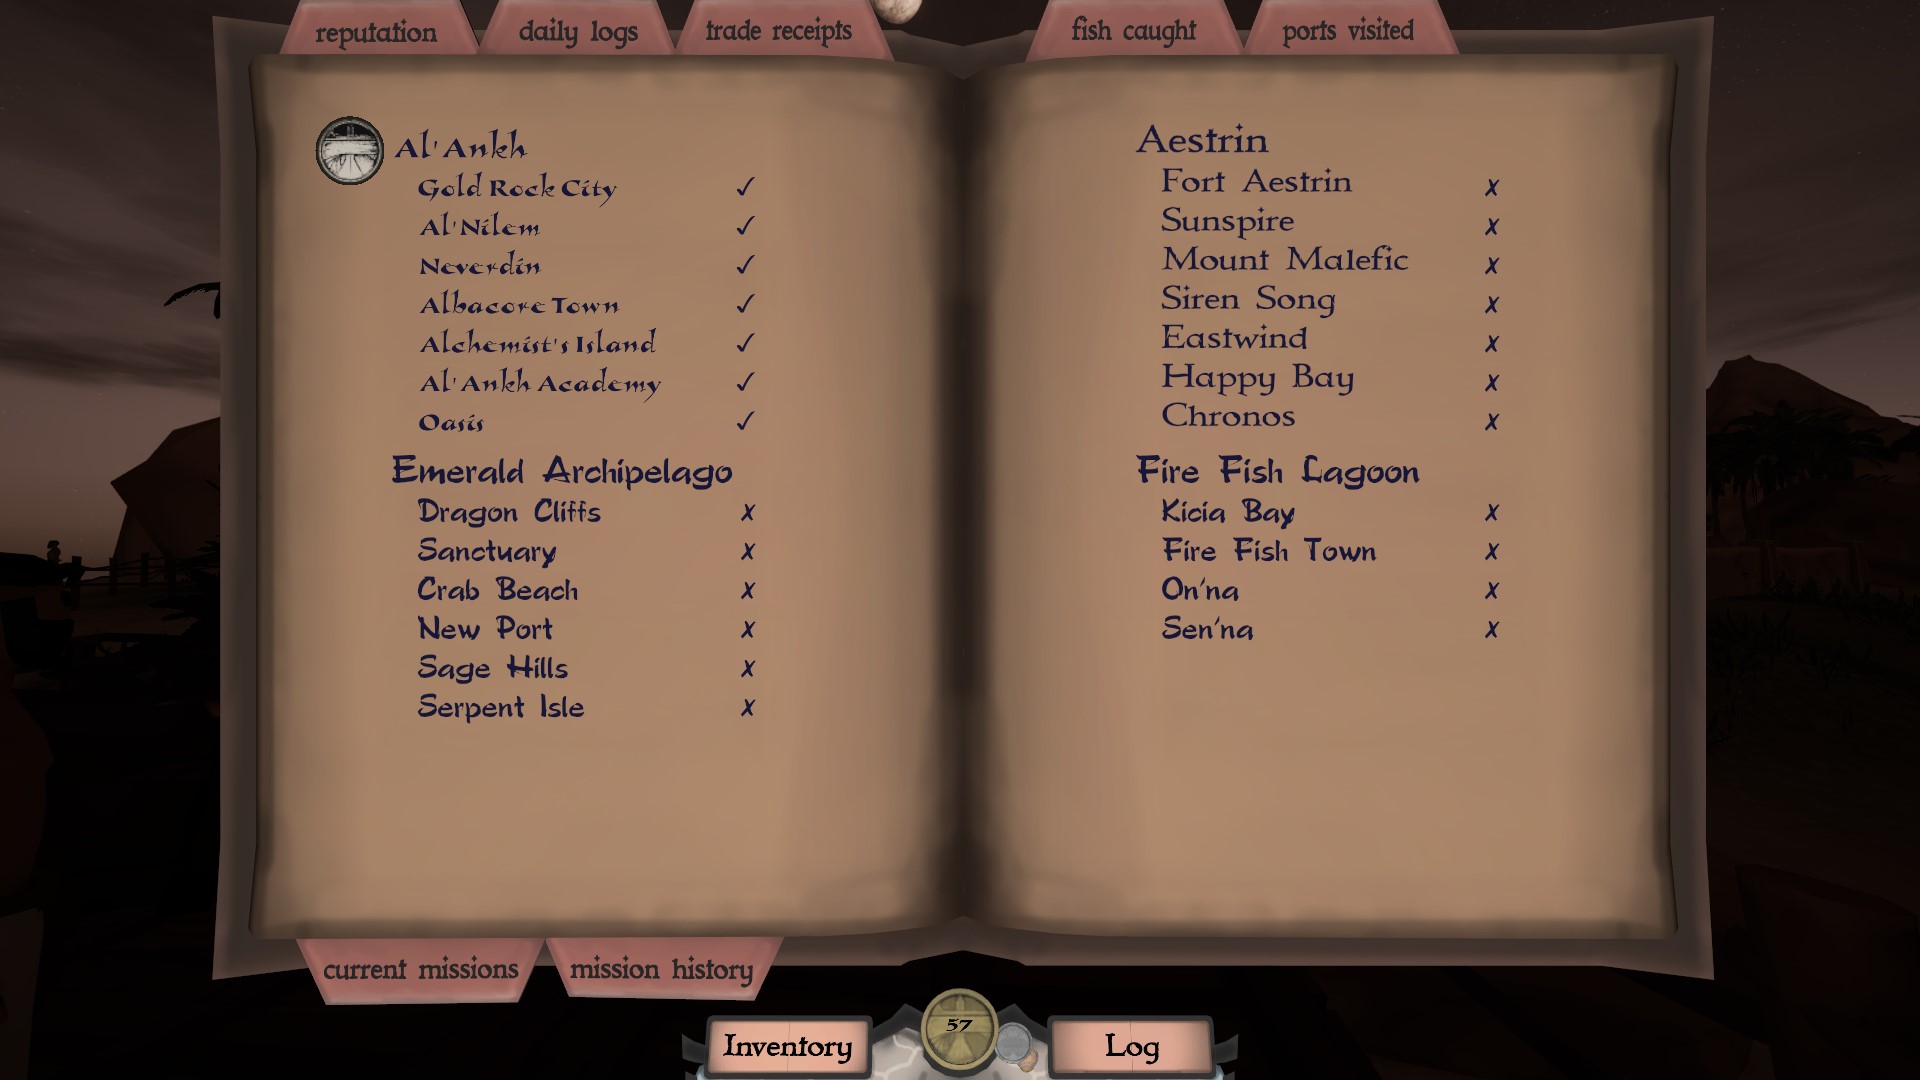 reputation
daily logs
trade receipts
fish caught
ports visited
Al'Ankh
Gold Rock City ✓
Al'Nilem ✓
Neverdin ✓
Albacore Town ✓
Alchemist's Island ✓
Al'Ankh Academy ✓
Oasis ✓
Emerald Archipelago
Dragon Cliffs ✗
Sanctuary ✗
Crab Beach ✗
New Port ✗
Sage Hills ✗
Serpent Isle ✗
Aestrin
Fort Aestrin ✗
Sunspire ✗
Mount Malefic ✗
Siren Song ✗
Eastwind ✗
Happy Bay ✗
Chronos ✗
Fire Fish Lagoon
Kicia Bay ✗
Fire Fish Town ✗
On'na ✗
Sen'na ✗
current missions
mission history
Inventory
57
Log